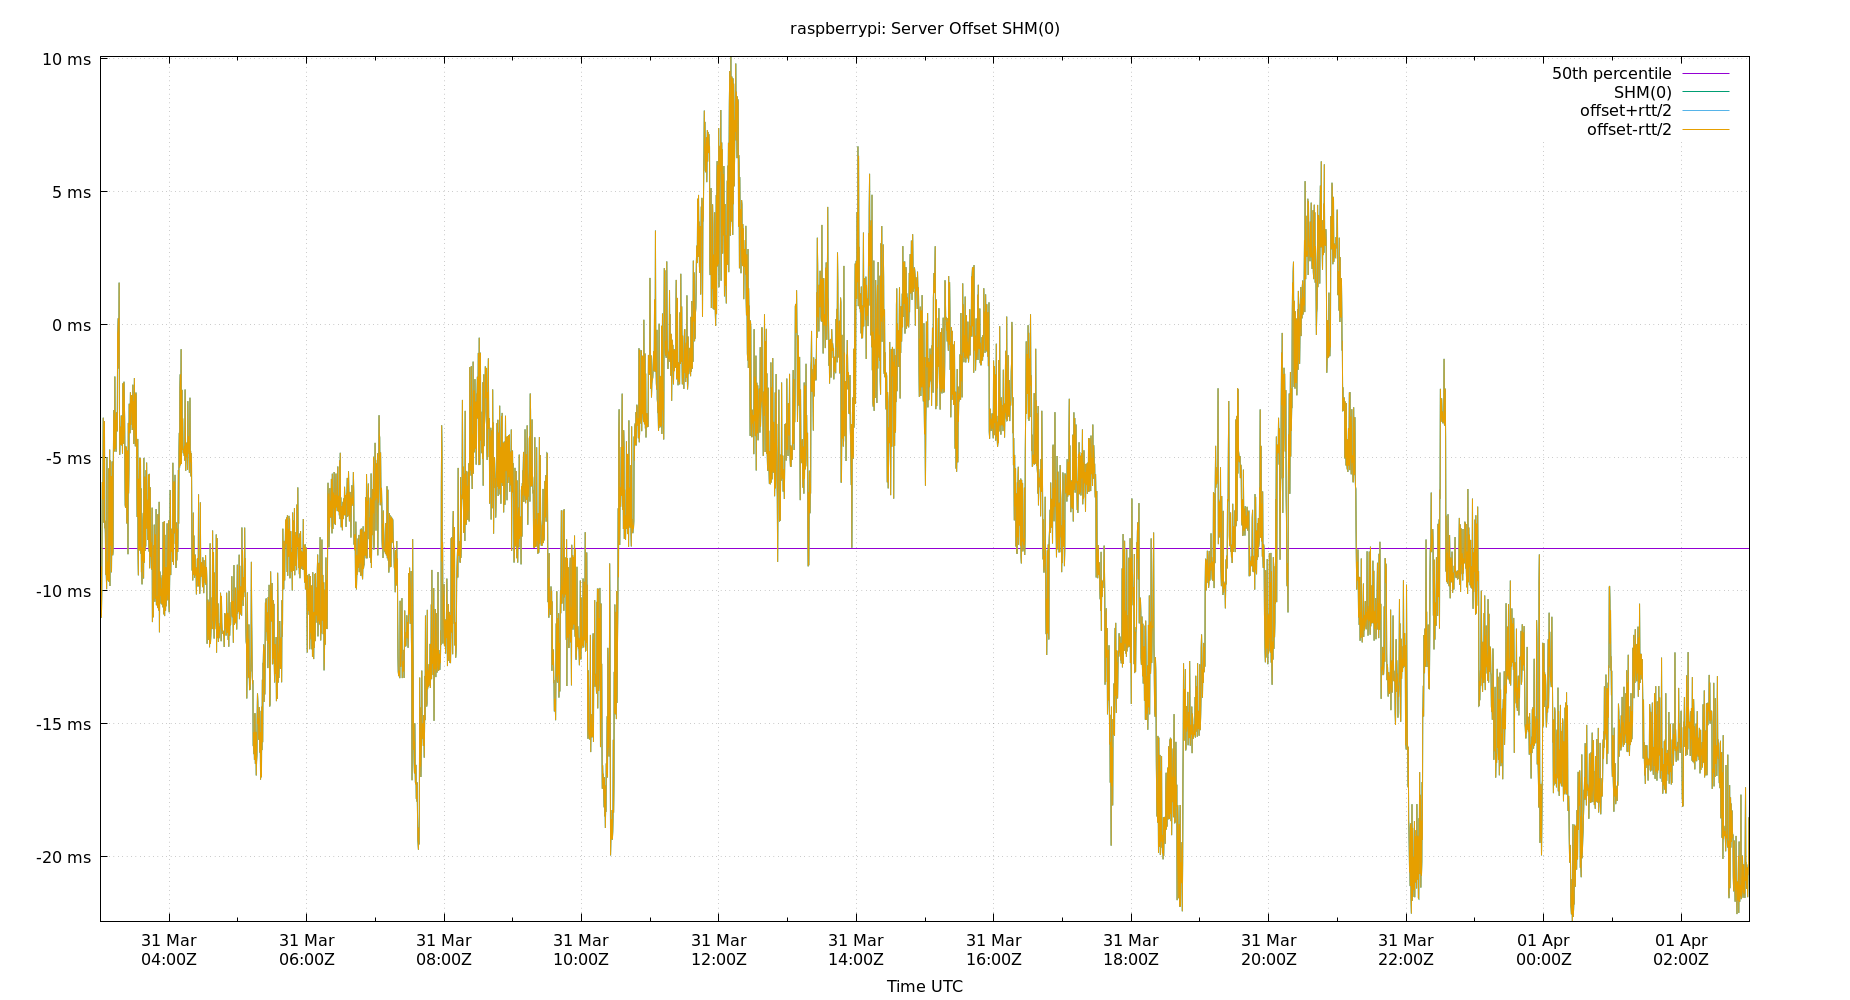 raspberrypi: Server Offset SHM(0)
10 ms
5 ms
0 ms
-5 ms
-10 ms
-15 ms
-20 ms
50th percentile
SHM(0)
offset+rtt/2
offset-rtt/2
31 Mar 31 Mar 31 Mar 31 Mar 31 Mar 31 Mar 31 Mar 31 Mar 31 Mar 31 Mar 01 Apr 01 Apr
04:00Z 06:00Z 08:00Z 10:00Z 12:00Z 14:00Z 16:00Z 18:00Z 20:00Z 22:00Z 00:00Z 02:00Z
Time UTC